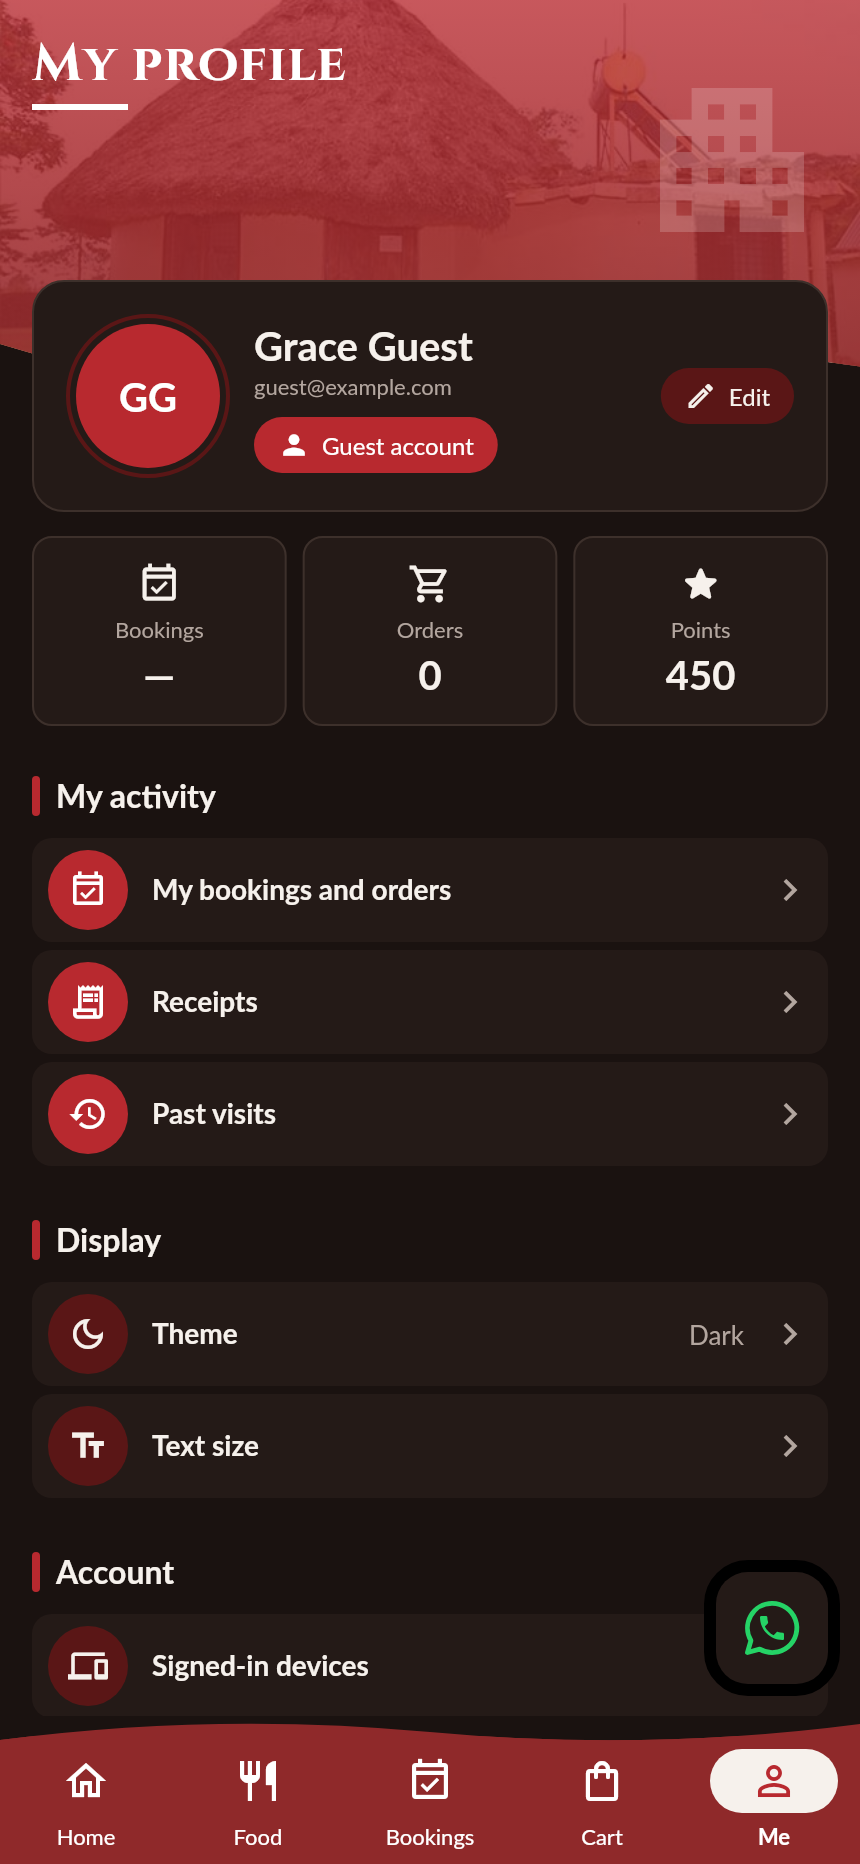 My profile
GG
Grace Guest
guest@example.com
Guest account
Edit
Bookings
—
Orders
0
Points
450
My activity
My bookings and orders
Receipts
Past visits
Display
Theme
Dark
Text size
Account
Signed-in devices
Home
Food
Bookings
Cart
Me